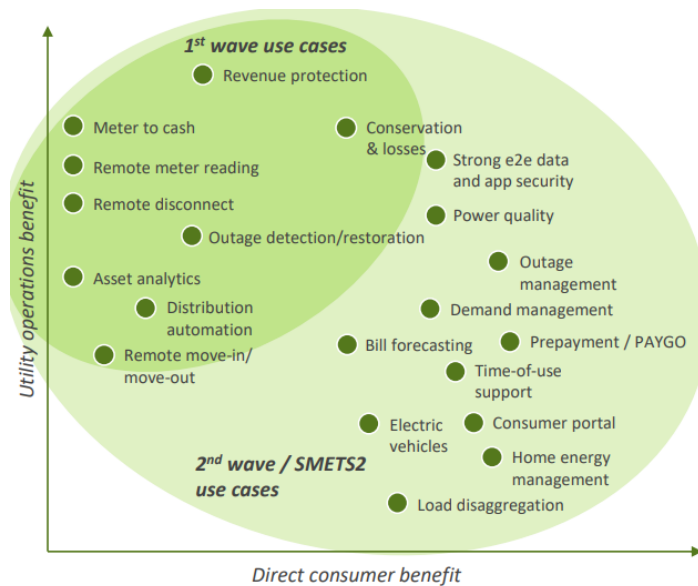 1st wave use cases
Revenue protection
Meter to cash
Conservation
& losses
Remote meter reading
Strong e2e data
and app security
Remote disconnect
Power quality
Outage detection/restoration
Outage
management
Asset analytics
Distribution
automation
Demand management
Remote move-in/
move-out
Bill forecasting
Prepayment / PAYGO
Time-of-use
support
Electric
vehicles
Consumer portal
2nd wave / SMETS2
use cases
Home energy
management
Load disaggregation
Utility operations benefit
Direct consumer benefit